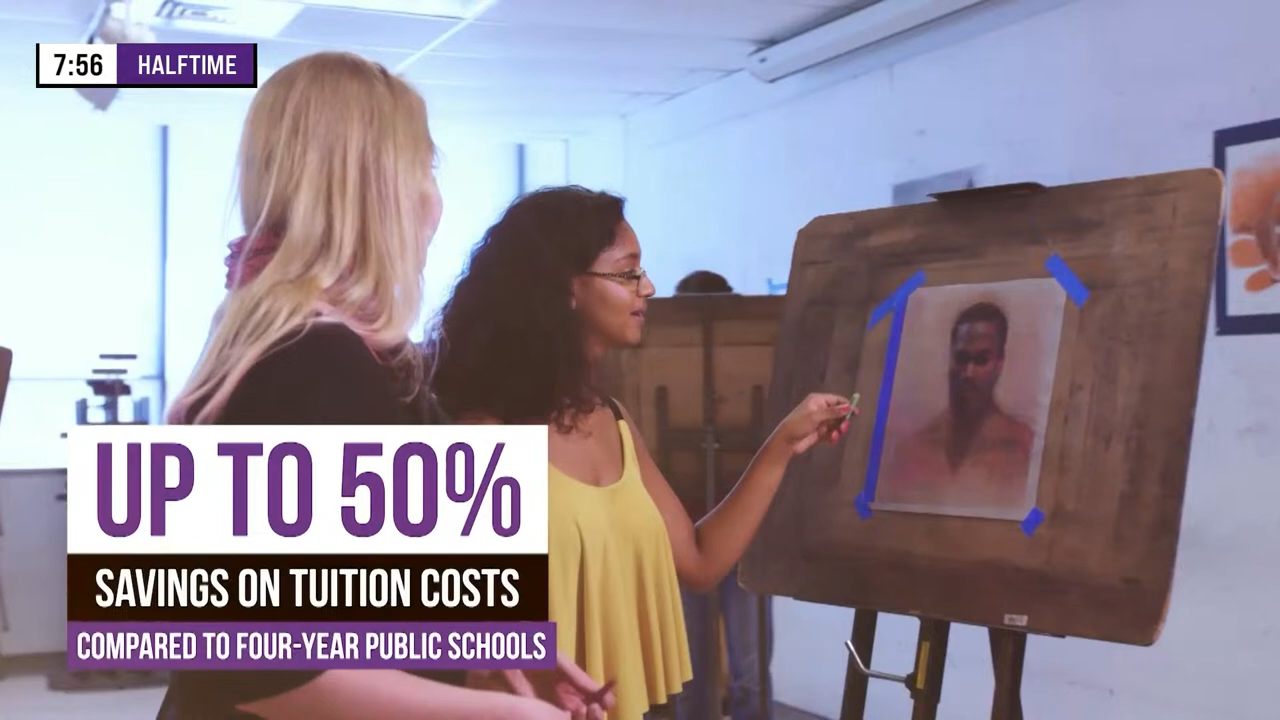 7:56 HALFTIME
UP TO 50%
SAVINGS ON TUITION COSTS
COMPARED TO FOUR-YEAR PUBLIC SCHOOLS